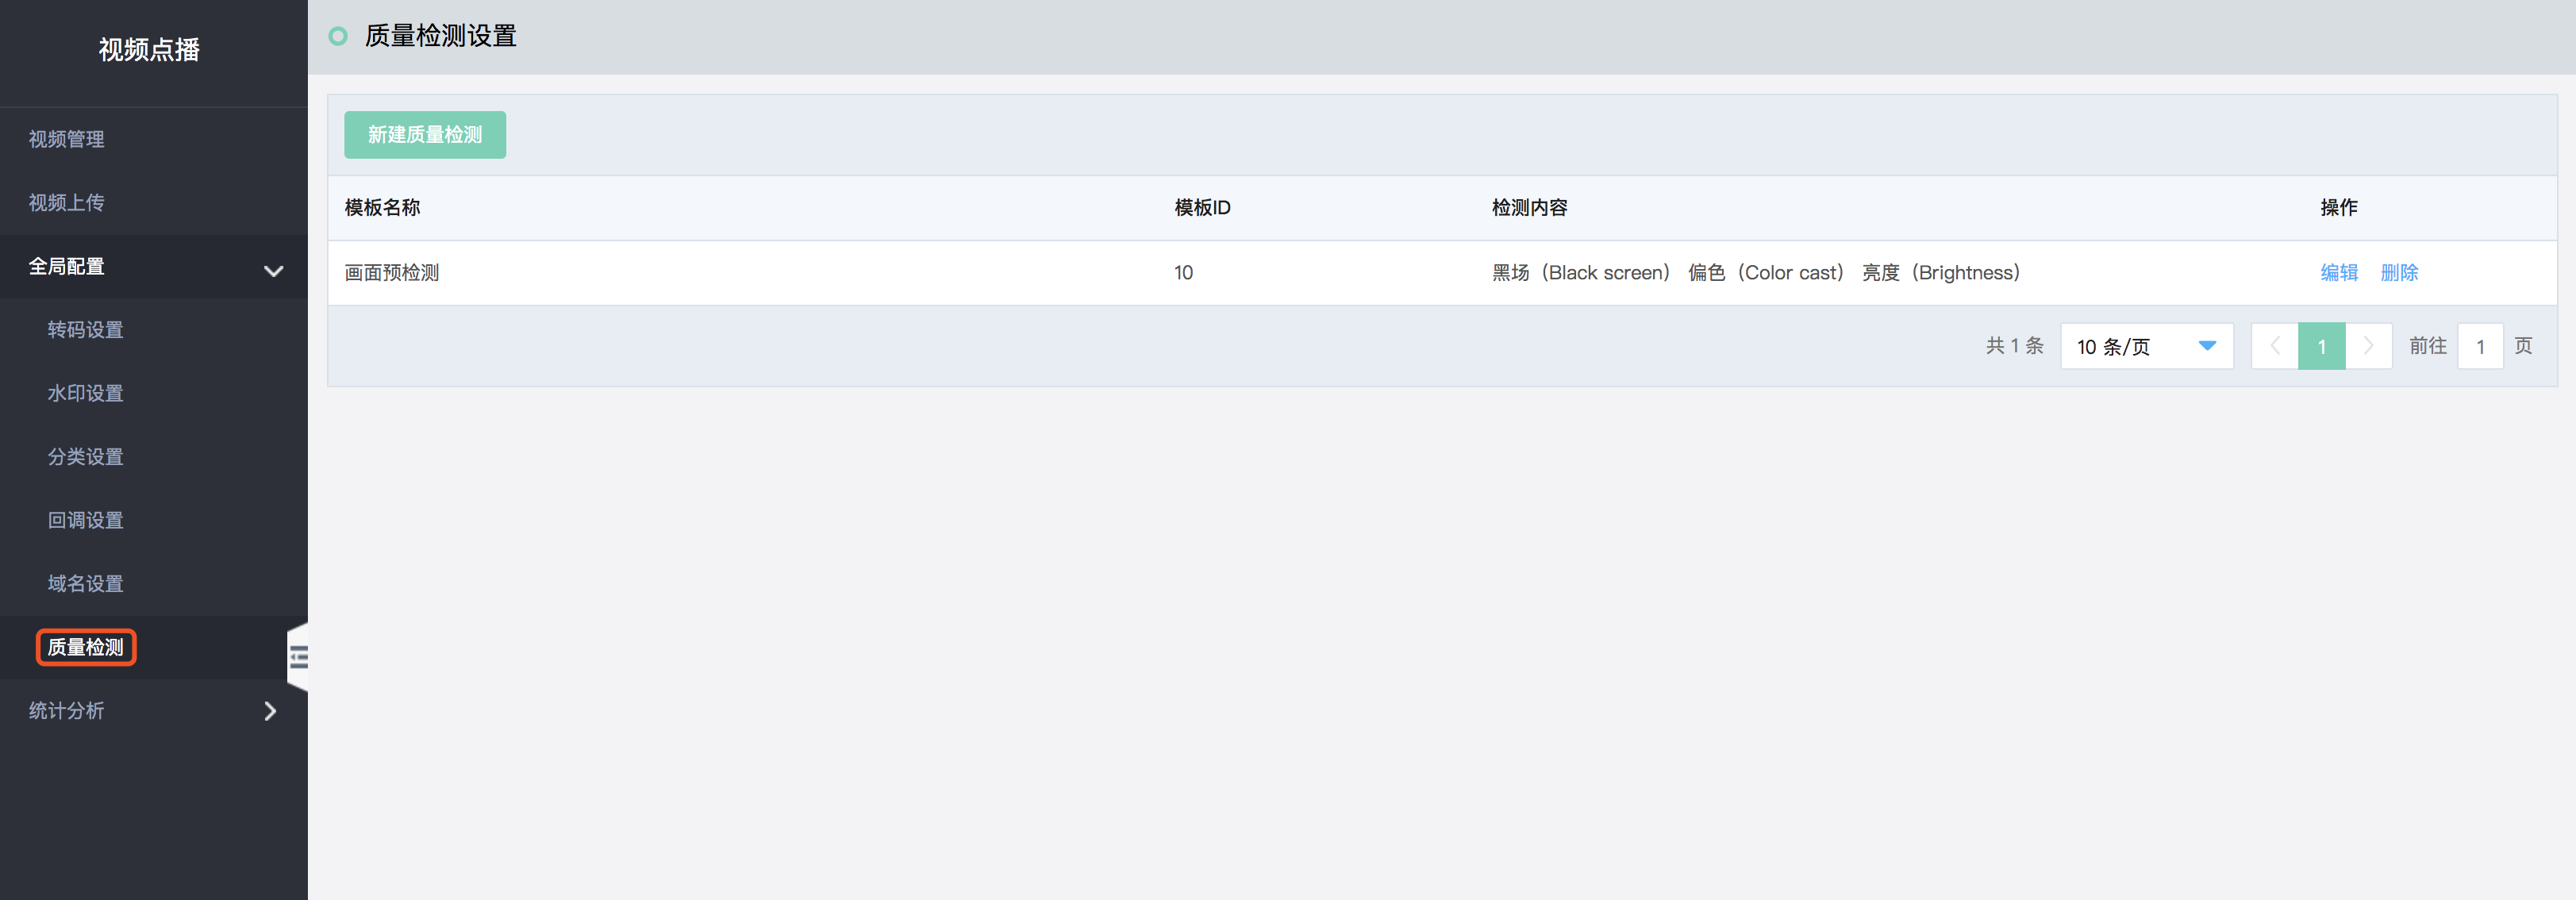 视频点播
视频管理
视频上传
全局配置
转码设置
水印设置
分类设置
回调设置
域名设置
质量检测
统计分析
质量检测设置
新建质量检测
模板名称 模板ID 检测内容 操作
画面预检测 10 黑场（Black screen） 偏色（Color cast） 亮度（Brightness） 编辑 删除
共 1 条 10 条/页 1 前往 1 页